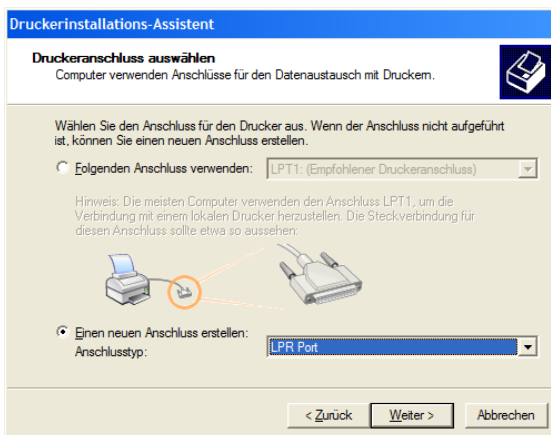 Druckerinstallations-Assistent
Druckeranschluss auswählen
Computer verwenden Anschlüsse für den Datenaustausch mit Druckern.
Wählen Sie den Anschluss für den Drucker aus. Wenn der Anschluss nicht aufgeführt
ist, können Sie einen neuen Anschluss erstellen.
Folgenden Anschluss verwenden: LPT1: (Empfohlener Druckeranschluss)
Hinweis: Die meisten Computer verwenden den Anschluss LPT1, um die
Verbindung mit einem lokalen Drucker herzustellen. Die Steckverbindung für
diesen Anschluss sollte etwa so aussehen:
Einen neuen Anschluss erstellen:
Anschlusstyp: LPR Port
< Zurück Weiter > Abbrechen